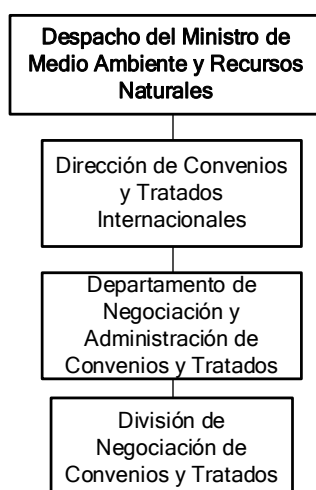 Despacho del Ministro de
Medio Ambiente y Recursos
Naturales
Dirección de Convenios
y Tratados
Internacionales
Departamento de
Negociación y
Administración de
Convenios y Tratados
División de
Negociación de
Convenios y Tratados